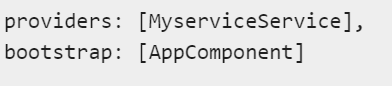 providers: [MyserviceService],
bootstrap: [AppComponent]